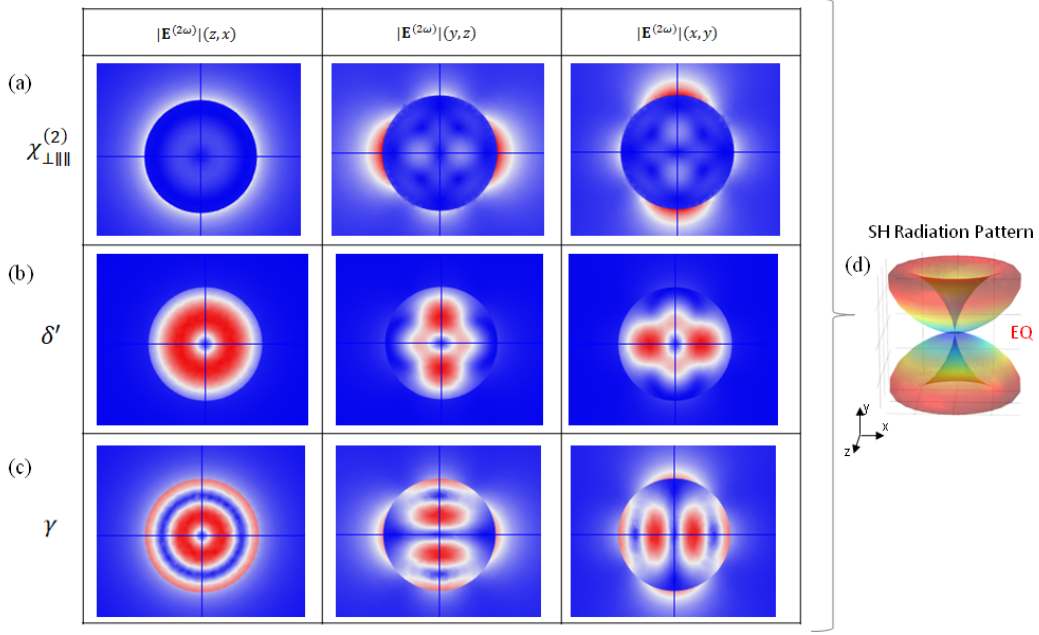 |𝐄⁽²ω⁾|(z, x) |𝐄⁽²ω⁾|(y, z) |𝐄⁽²ω⁾|(x, y)
(a)
χ⁽²⁾⊥∥∥
SH Radiation Pattern
(b)
(d)
δ′
EQ
y
x
z
(c)
γ